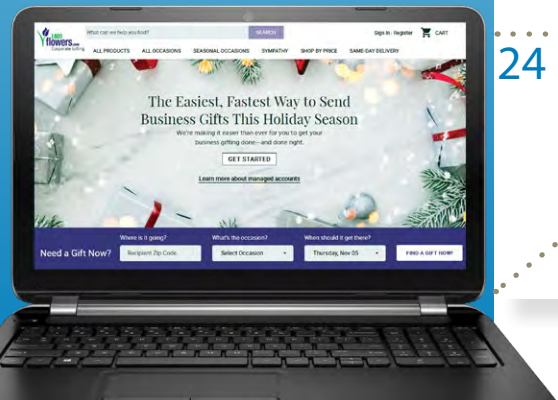 What can we help you find?
SEARCH
Sign In / Register
CART
1-800
flowers.com
Corporate Gifting
ALL PRODUCTS
ALL OCCASIONS
SEASONAL OCCASIONS
SYMPATHY
SHOP BY PRICE
SAME-DAY DELIVERY
24
The Easiest, Fastest Way to Send
Business Gifts This Holiday Season
We're making it easier than ever for you to get your
business gifting done—and done right.
GET STARTED
Learn more about managed accounts
Need a Gift Now?
Where is it going?
Recipient Zip Code
What's the occasion?
Select Occasion
When should it get there?
Thursday, Nov 05
FIND A GIFT NOW!